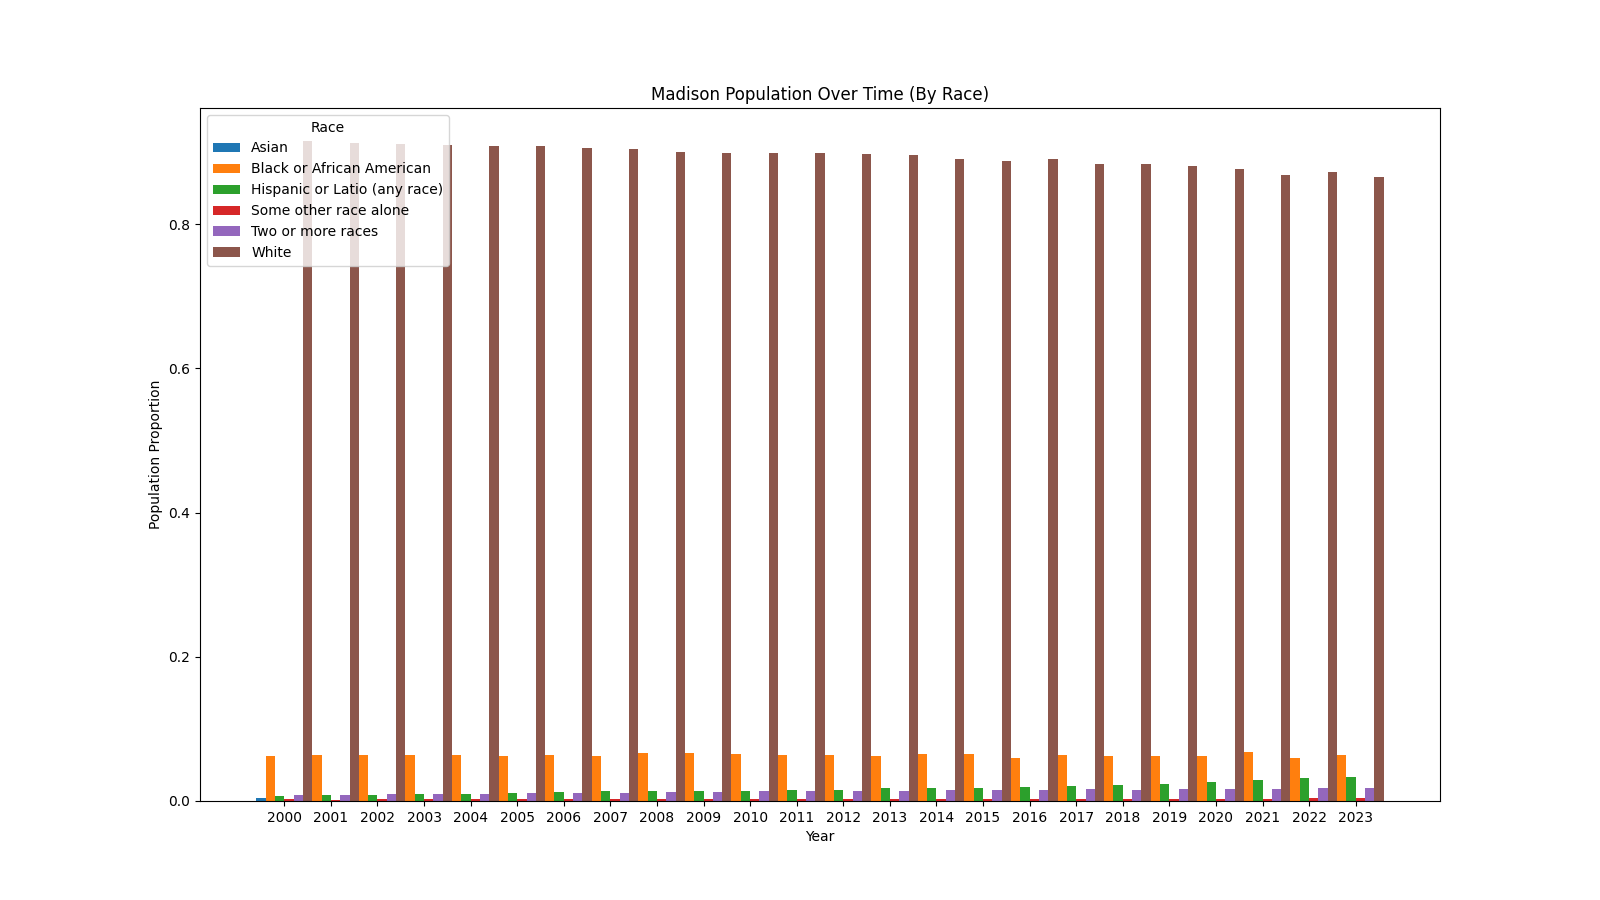 Madison Population Over Time (By Race)
Race
Asian
Black or African American
Hispanic or Latio (any race)
Some other race alone
Two or more races
White
Population Proportion
0.8
0.6
0.4
0.2
0.0
2000 2001 2002 2003 2004 2005 2006 2007 2008 2009 2010 2011 2012 2013 2014 2015 2016 2017 2018 2019 2020 2021 2022 2023
Year